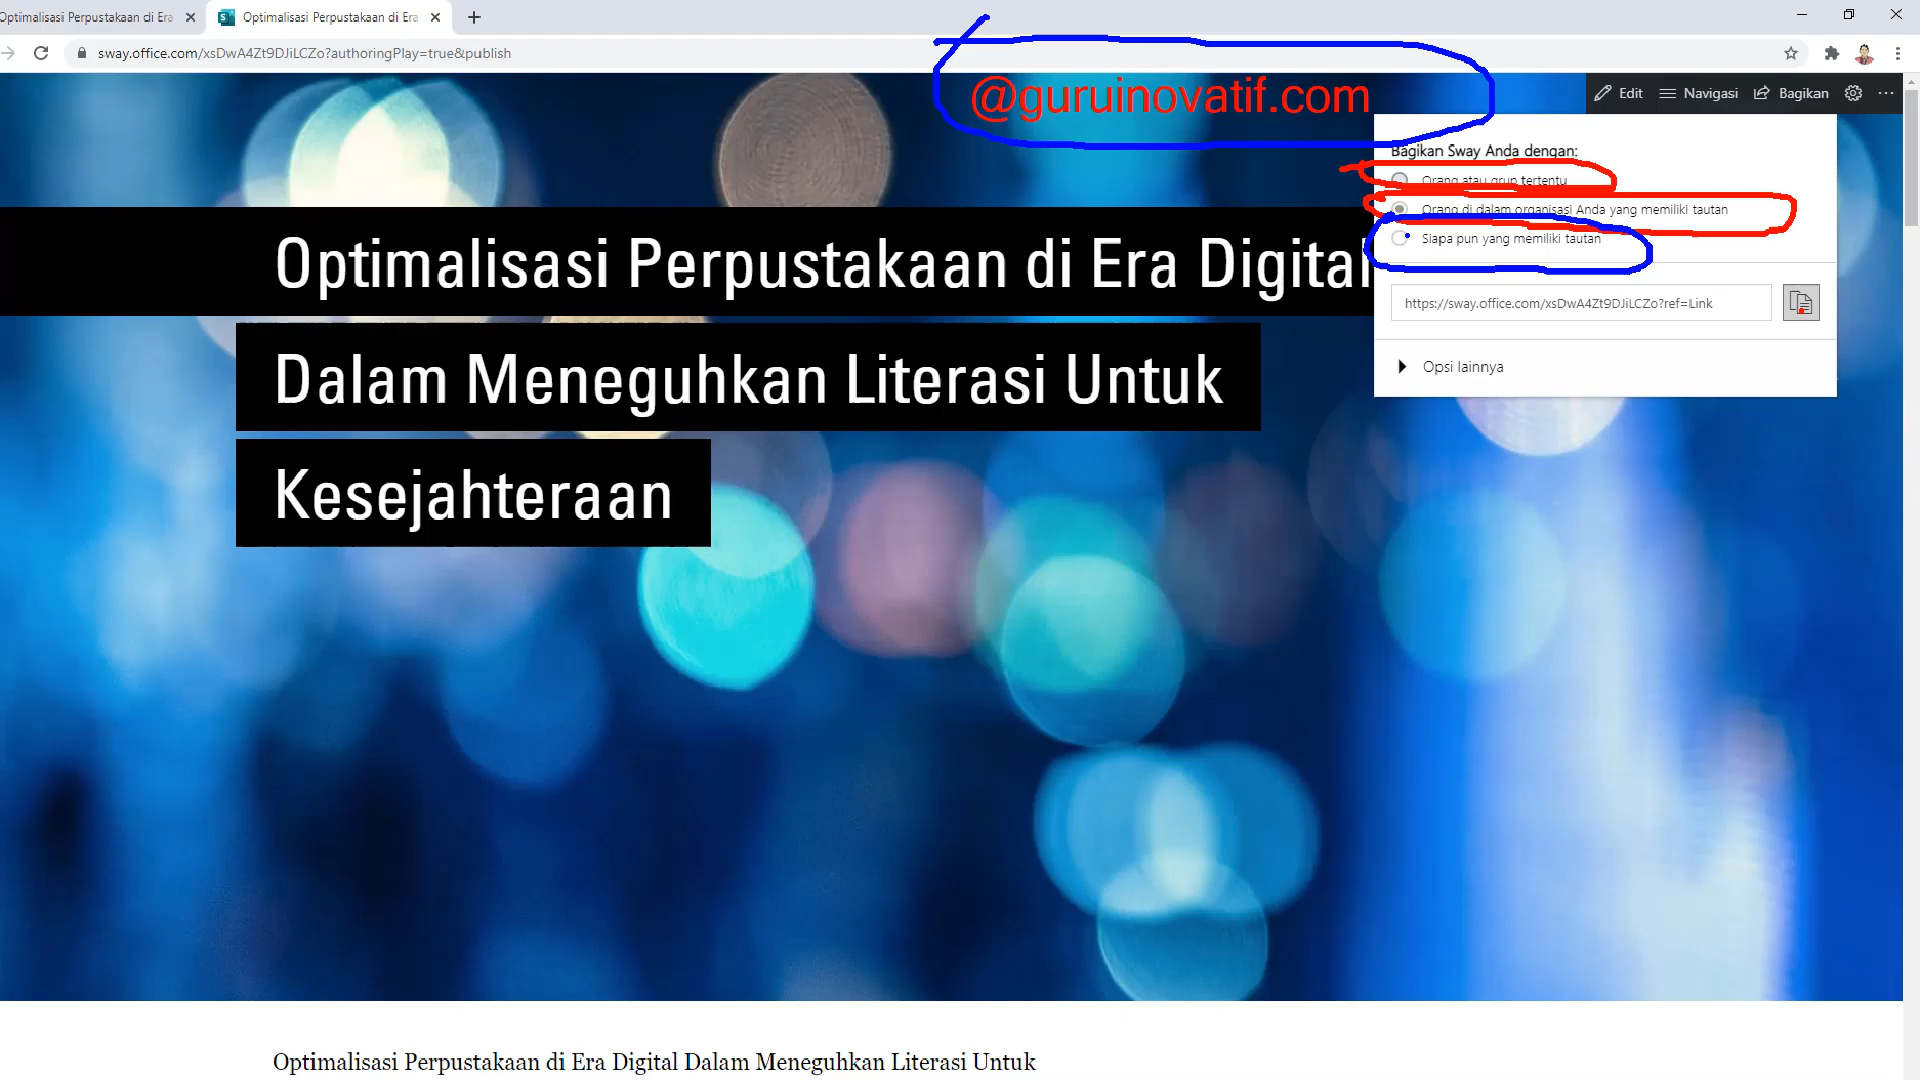 Optimalisasi Perpustakaan di Era
Optimalisasi Perpustakaan di Era
sway.office.com/xsDwA4Zt9DJiLCZo?authoringPlay=true&publish
@guruinovatif.com
Edit
Navigasi
Bagikan
Bagikan Sway Anda dengan:
Orang atau grup tertentu
Orang di dalam organisasi Anda yang memiliki tautan
Siapa pun yang memiliki tautan
https://sway.office.com/xsDwA4Zt9DJiLCZo?ref=Link
Opsi lainnya
Optimalisasi Perpustakaan di Era Digital
Dalam Meneguhkan Literasi Untuk
Kesejahteraan
Optimalisasi Perpustakaan di Era Digital Dalam Meneguhkan Literasi Untuk